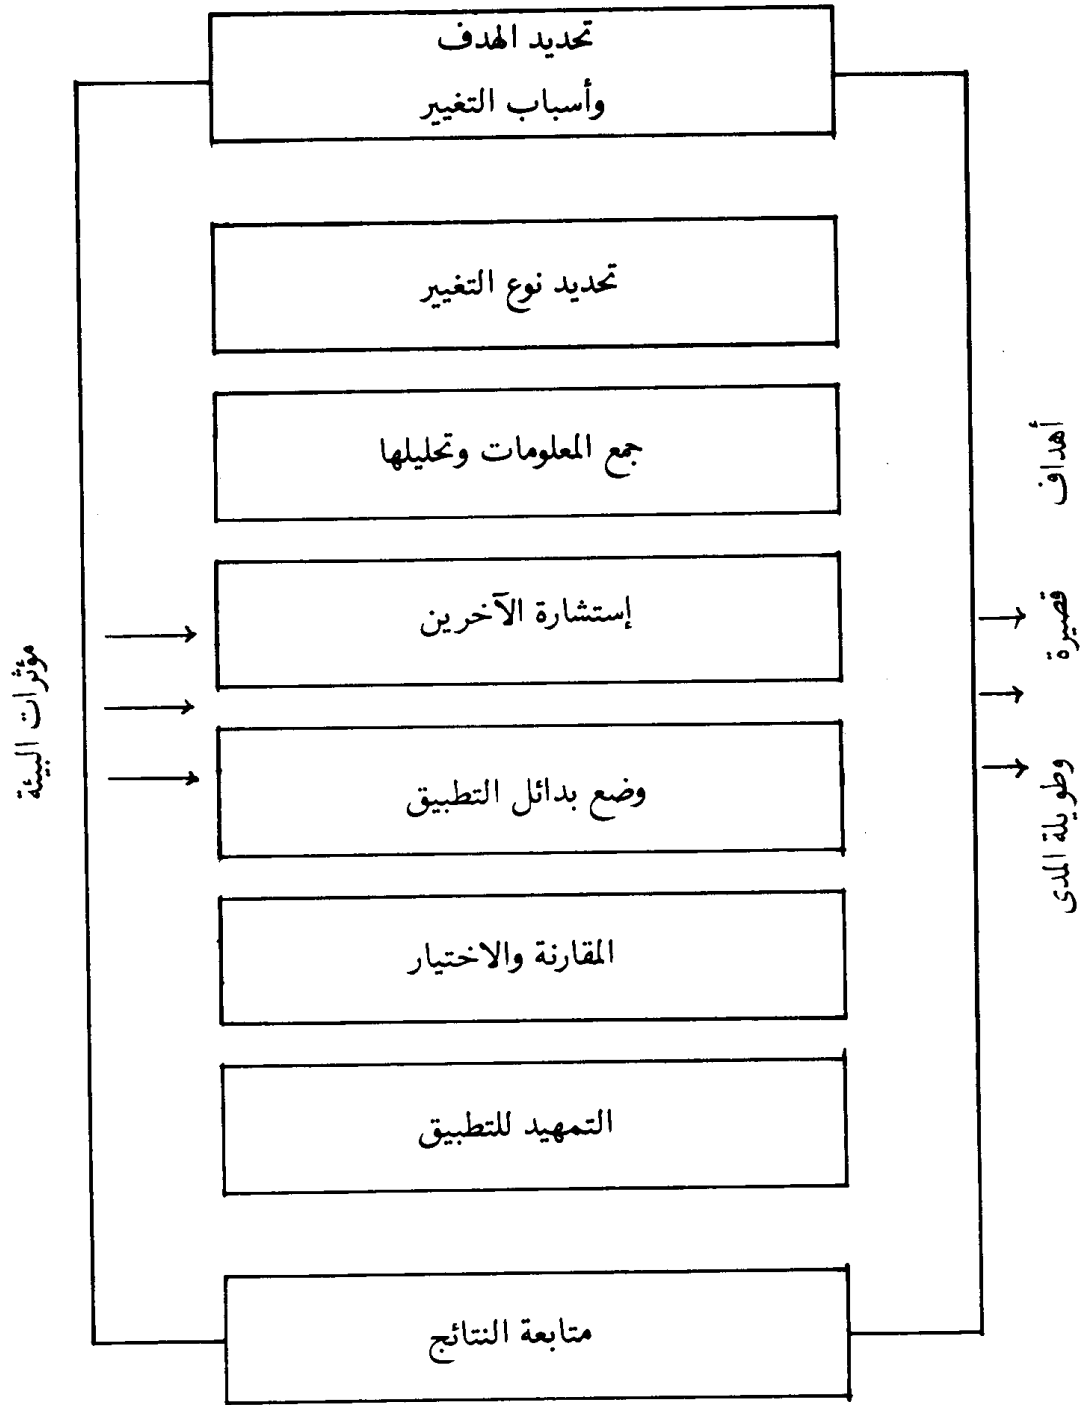 تحديد الهدف
وأسباب التغيير
تحديد نوع التغيير
جمع المعلومات وتحليلها
إستشارة الآخرين
وضع بدائل التطبيق
المقارنة والاختيار
التمهيد للتطبيق
متابعة النتائج
أهداف قصيرة وطويلة المدى
مؤثرات البيئة